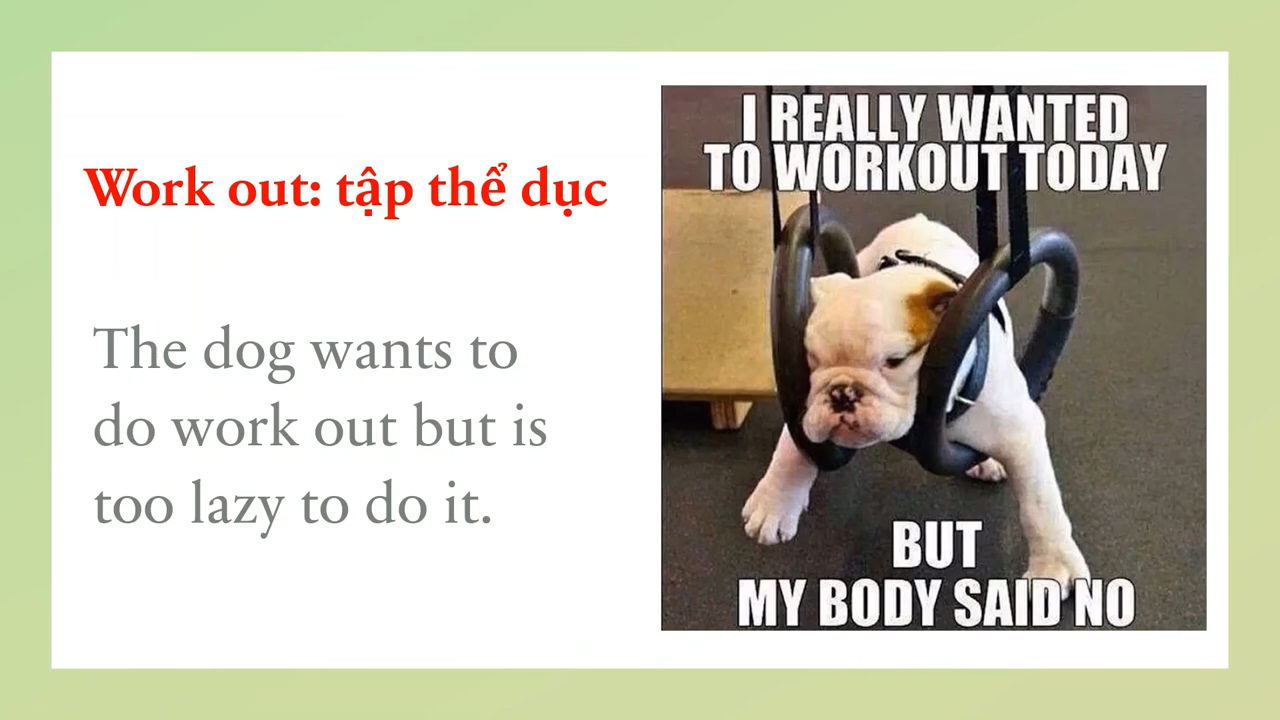 Work out: tập thể dục
The dog wants to
do work out but is
too lazy to do it.
I REALLY WANTED
TO WORKOUT TODAY
BUT
MY BODY SAID NO